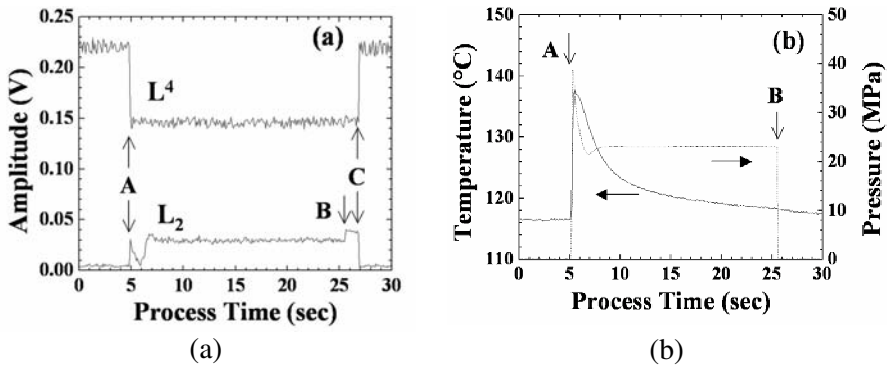 (a)
0.25
0.20
0.15
0.10
0.05
0.00
Amplitude (V)
L⁴
A
C
B
L₂
0 5 10 15 20 25 30
Process Time (sec)
(a)
(b)
150
140
130
120
110
Temperature (°C)
A
B
50
40
30
20
10
0
Pressure (MPa)
0 5 10 15 20 25 30
Process Time (sec)
(b)